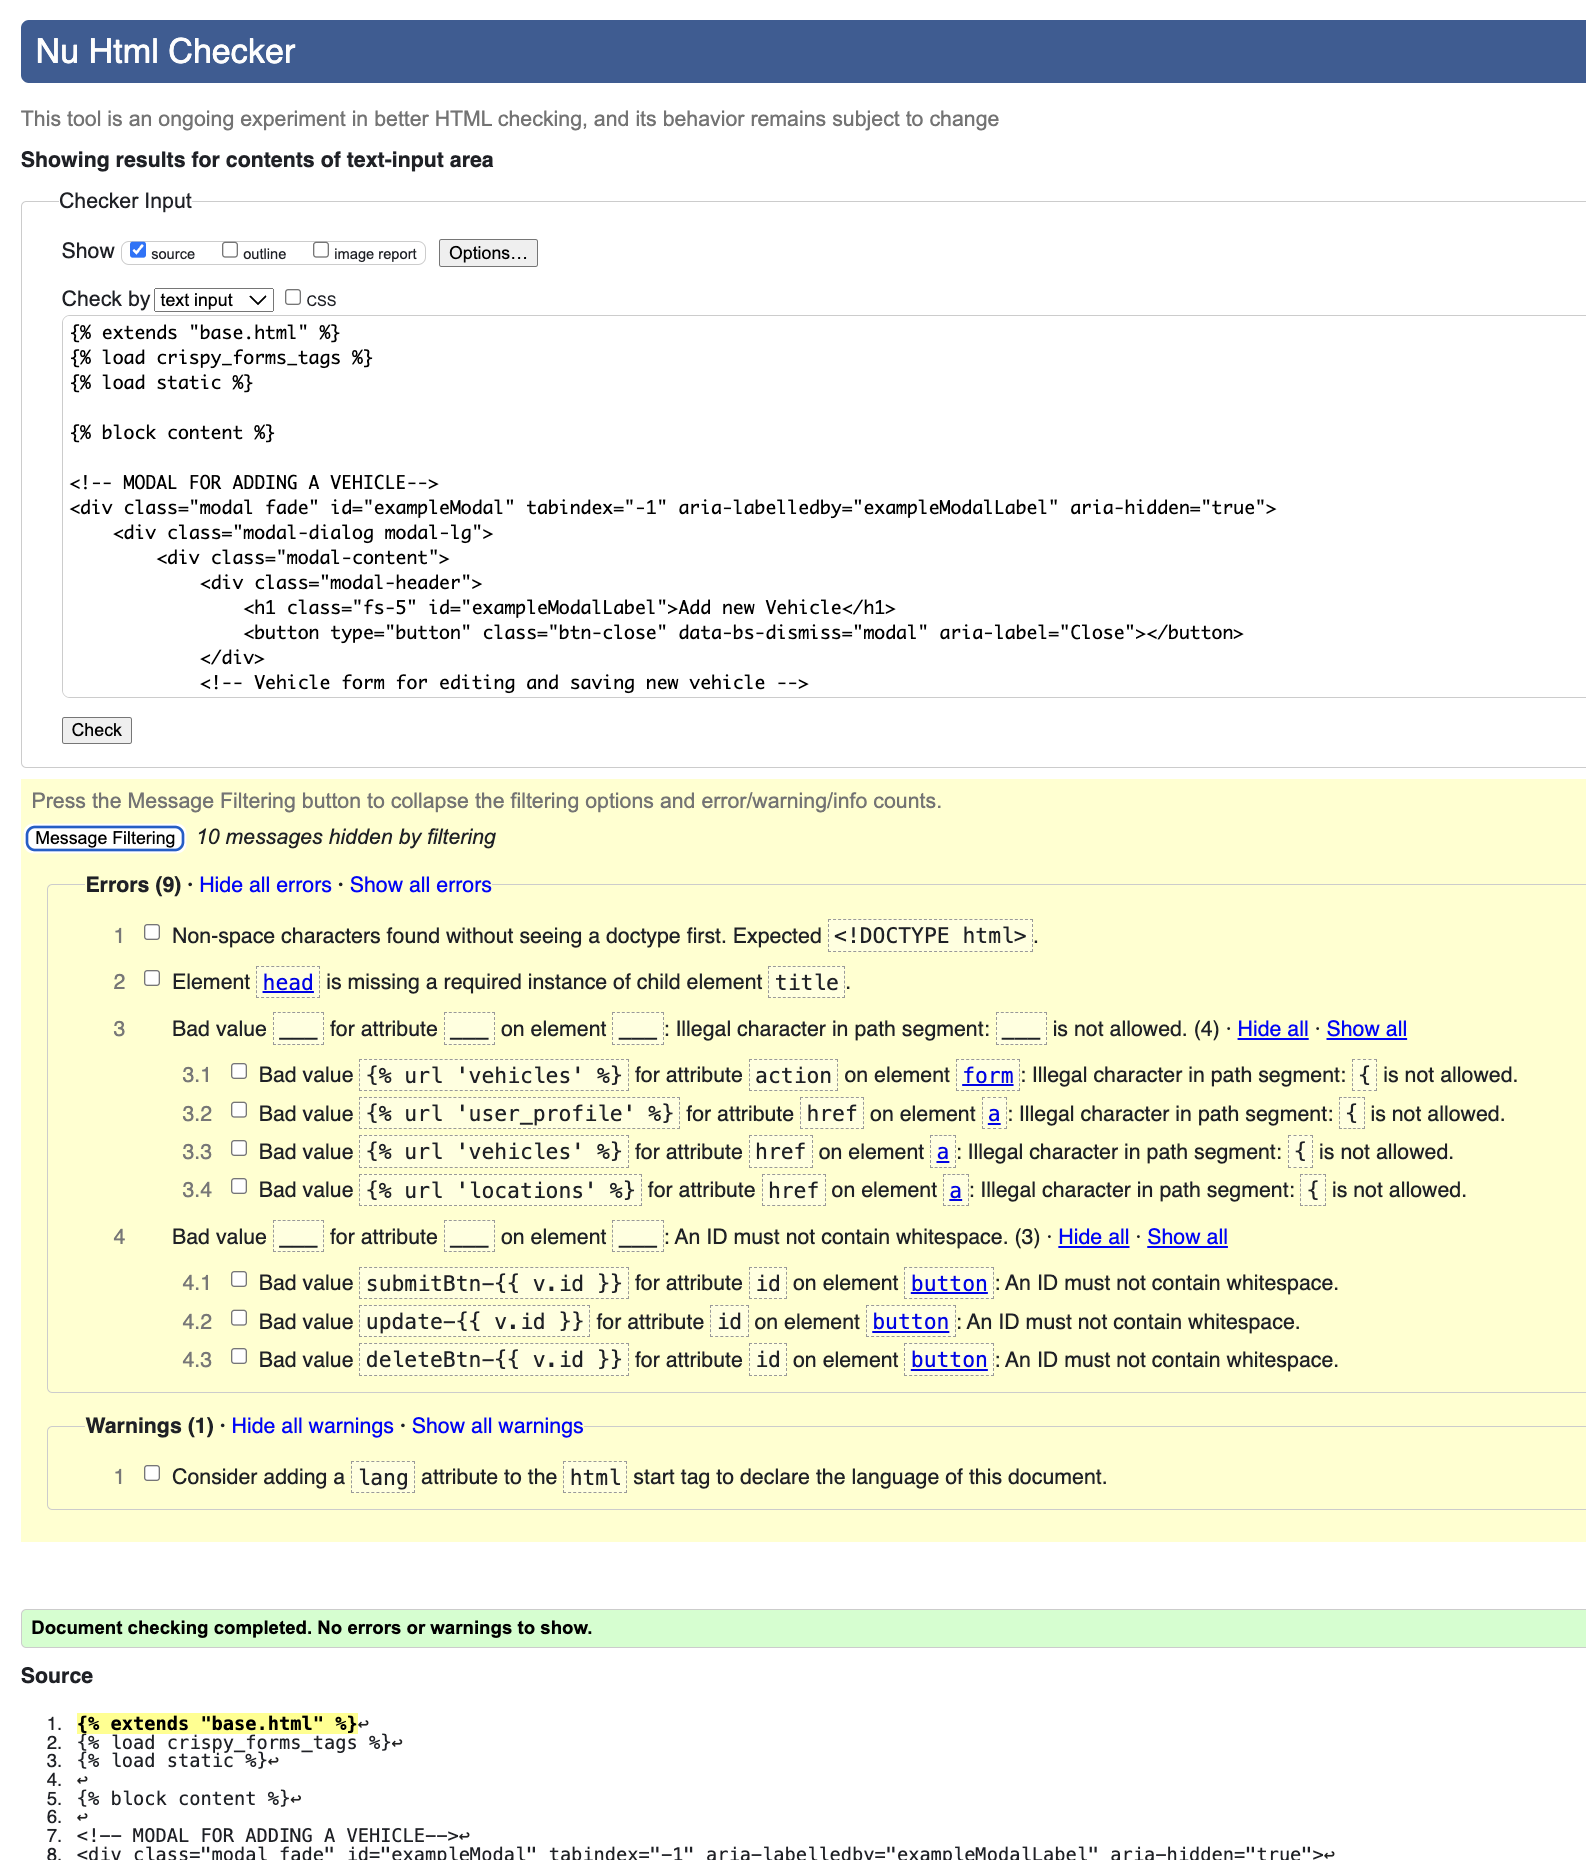 Nu Html Checker
This tool is an ongoing experiment in better HTML checking, and its behavior remains subject to change
Showing results for contents of text-input area
Checker Input
Show source outline image report Options…
Check by text input css
{% extends "base.html" %}
{% load crispy_forms_tags %}
{% load static %}
{% block content %}
<!-- MODAL FOR ADDING A VEHICLE-->
<div class="modal fade" id="exampleModal" tabindex="-1" aria-labelledby="exampleModalLabel" aria-hidden="true">
<div class="modal-dialog modal-lg">
<div class="modal-content">
<div class="modal-header">
<h1 class="fs-5" id="exampleModalLabel">Add new Vehicle</h1>
<button type="button" class="btn-close" data-bs-dismiss="modal" aria-label="Close"></button>
</div>
<!-- Vehicle form for editing and saving new vehicle -->
Check
Press the Message Filtering button to collapse the filtering options and error/warning/info counts.
Message Filtering 10 messages hidden by filtering
Errors (9) · Hide all errors · Show all errors
1 Non-space characters found without seeing a doctype first. Expected <!DOCTYPE html>.
2 Element head is missing a required instance of child element title.
3 Bad value ___ for attribute ___ on element ___: Illegal character in path segment: ___ is not allowed. (4) · Hide all · Show all
3.1 Bad value {% url 'vehicles' %} for attribute action on element form: Illegal character in path segment: { is not allowed.
3.2 Bad value {% url 'user_profile' %} for attribute href on element a: Illegal character in path segment: { is not allowed.
3.3 Bad value {% url 'vehicles' %} for attribute href on element a: Illegal character in path segment: { is not allowed.
3.4 Bad value {% url 'locations' %} for attribute href on element a: Illegal character in path segment: { is not allowed.
4 Bad value ___ for attribute ___ on element ___: An ID must not contain whitespace. (3) · Hide all · Show all
4.1 Bad value submitBtn-{{ v.id }} for attribute id on element button: An ID must not contain whitespace.
4.2 Bad value update-{{ v.id }} for attribute id on element button: An ID must not contain whitespace.
4.3 Bad value deleteBtn-{{ v.id }} for attribute id on element button: An ID must not contain whitespace.
Warnings (1) · Hide all warnings · Show all warnings
1 Consider adding a lang attribute to the html start tag to declare the language of this document.
Document checking completed. No errors or warnings to show.
Source
1. {% extends "base.html" %}↩
2. {% load crispy_forms_tags %}↩
3. {% load static %}↩
4. ↩
5. {% block content %}↩
6. ↩
7. <!-- MODAL FOR ADDING A VEHICLE-->↩
8. <div class="modal fade" id="exampleModal" tabindex="-1" aria-labelledby="exampleModalLabel" aria-hidden="true">↩